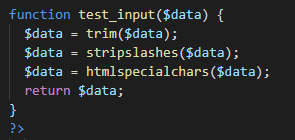 function test_input($data) {
  $data = trim($data);
  $data = stripslashes($data);
  $data = htmlspecialchars($data);
  return $data;
}
?>